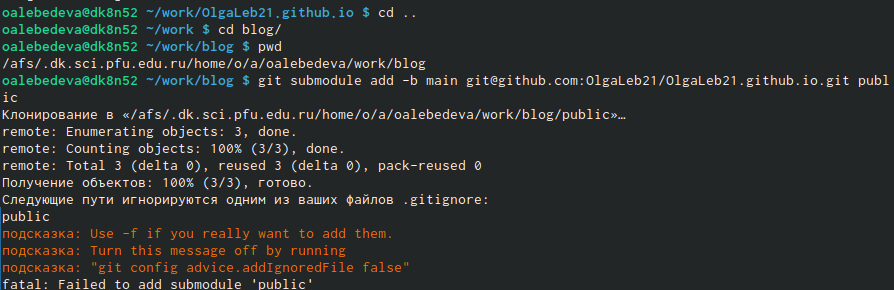 oalebedeva@dk8n52 ~/work/OlgaLeb21.github.io $ cd ..
oalebedeva@dk8n52 ~/work $ cd blog/
oalebedeva@dk8n52 ~/work/blog $ pwd
/afs/.dk.sci.pfu.edu.ru/home/o/a/oalebedeva/work/blog
oalebedeva@dk8n52 ~/work/blog $ git submodule add -b main git@github.com:OlgaLeb21/OlgaLeb21.github.io.git publ
ic
Клонирование в «/afs/.dk.sci.pfu.edu.ru/home/o/a/oalebedeva/work/blog/public»…
remote: Enumerating objects: 3, done.
remote: Counting objects: 100% (3/3), done.
remote: Total 3 (delta 0), reused 3 (delta 0), pack-reused 0
Получение объектов: 100% (3/3), готово.
Следующие пути игнорируются одним из ваших файлов .gitignore:
public
подсказка: Use -f if you really want to add them.
подсказка: Turn this message off by running
подсказка: "git config advice.addIgnoredFile false"
fatal: Failed to add submodule 'public'